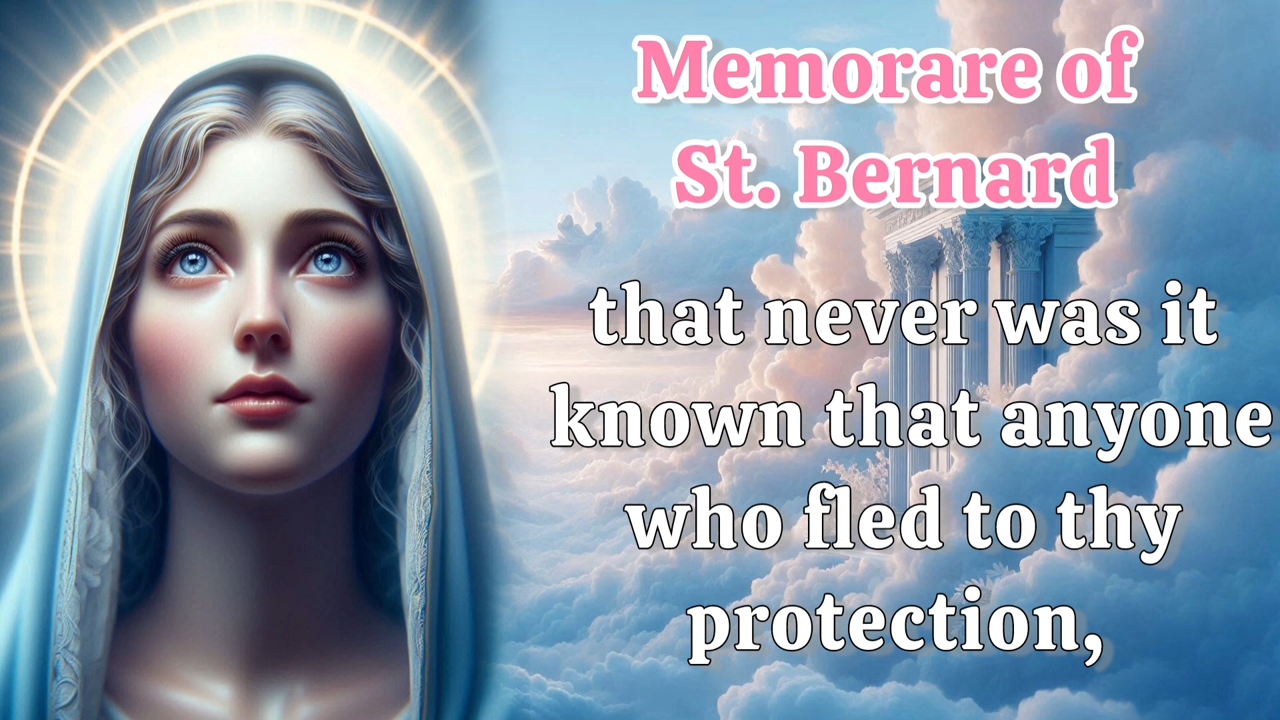 Memorare of
St. Bernard
that never was it
known that anyone
who fled to thy
protection,